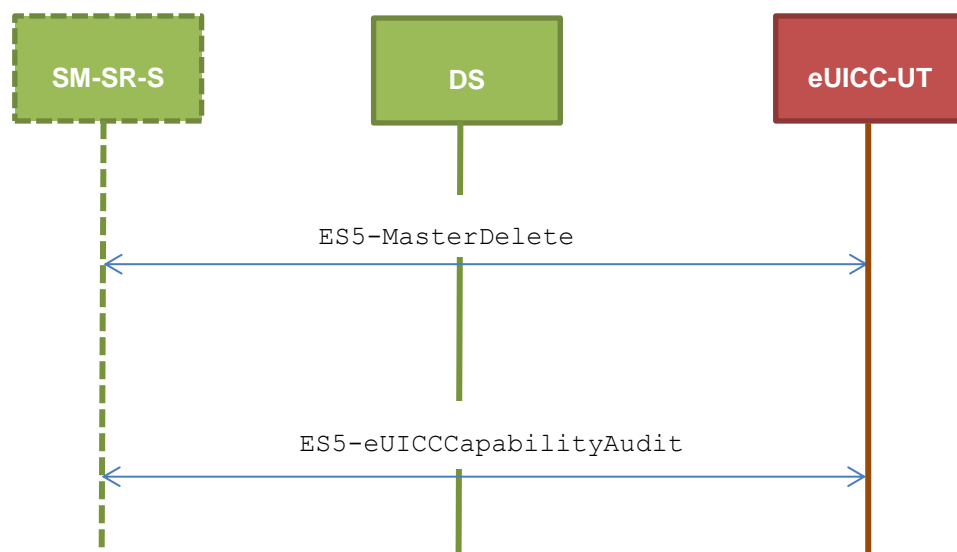 SM-SR-S
DS
eUICC-UT
ES5-MasterDelete
ES5-eUICCCapabilityAudit